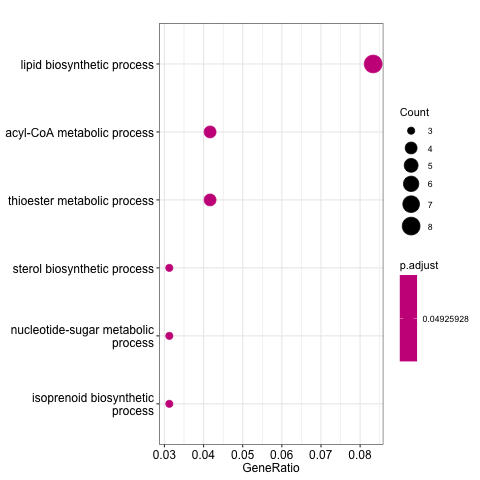 lipid biosynthetic process
acyl-CoA metabolic process
thioester metabolic process
sterol biosynthetic process
nucleotide-sugar metabolic
process
isoprenoid biosynthetic
process
0.03 0.04 0.05 0.06 0.07 0.08
GeneRatio
Count
3
4
5
6
7
8
p.adjust
0.04925928